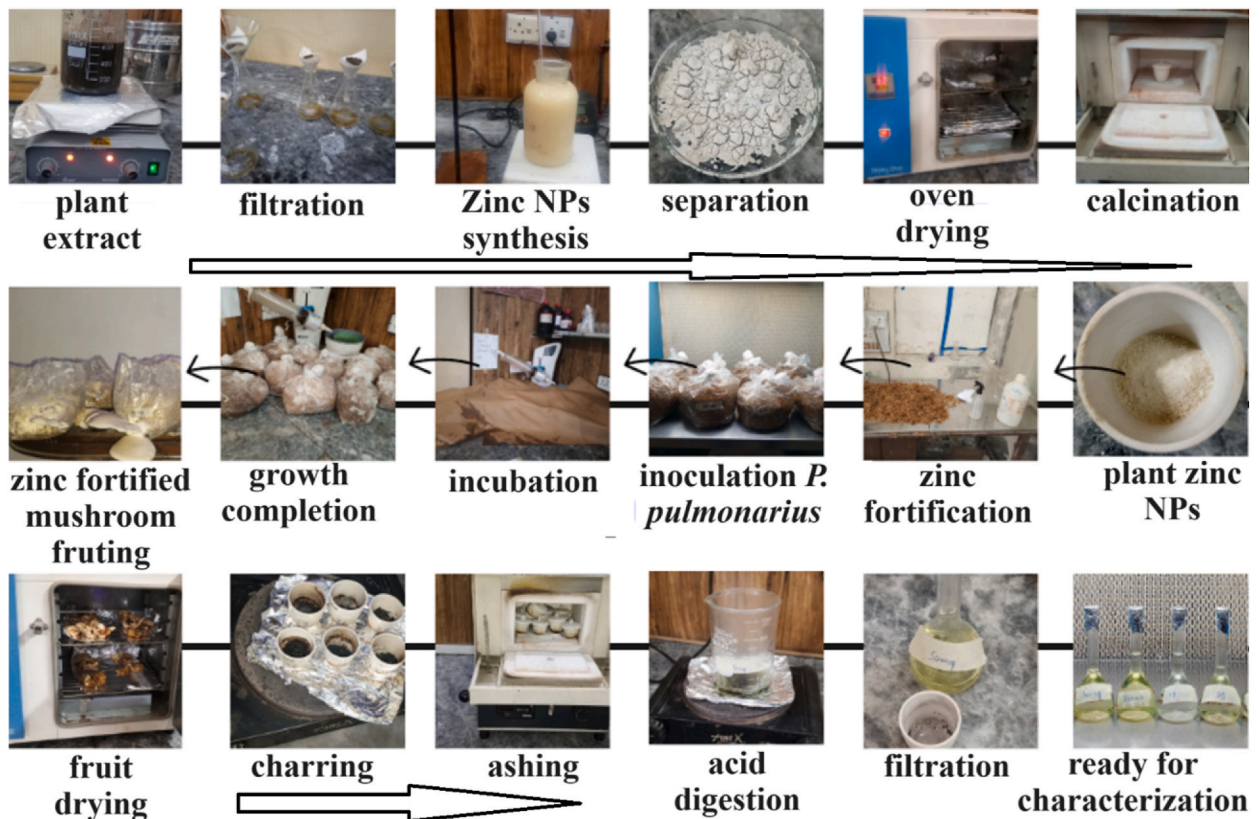 plant
extract
filtration
Zinc NPs
synthesis
separation
oven
drying
calcination
zinc fortified
mushroom
fruting
growth
completion
incubation
inoculation P.
pulmonarius
zinc
fortification
plant zinc
NPs
fruit
drying
charring
ashing
acid
digestion
filtration
ready for
characterization